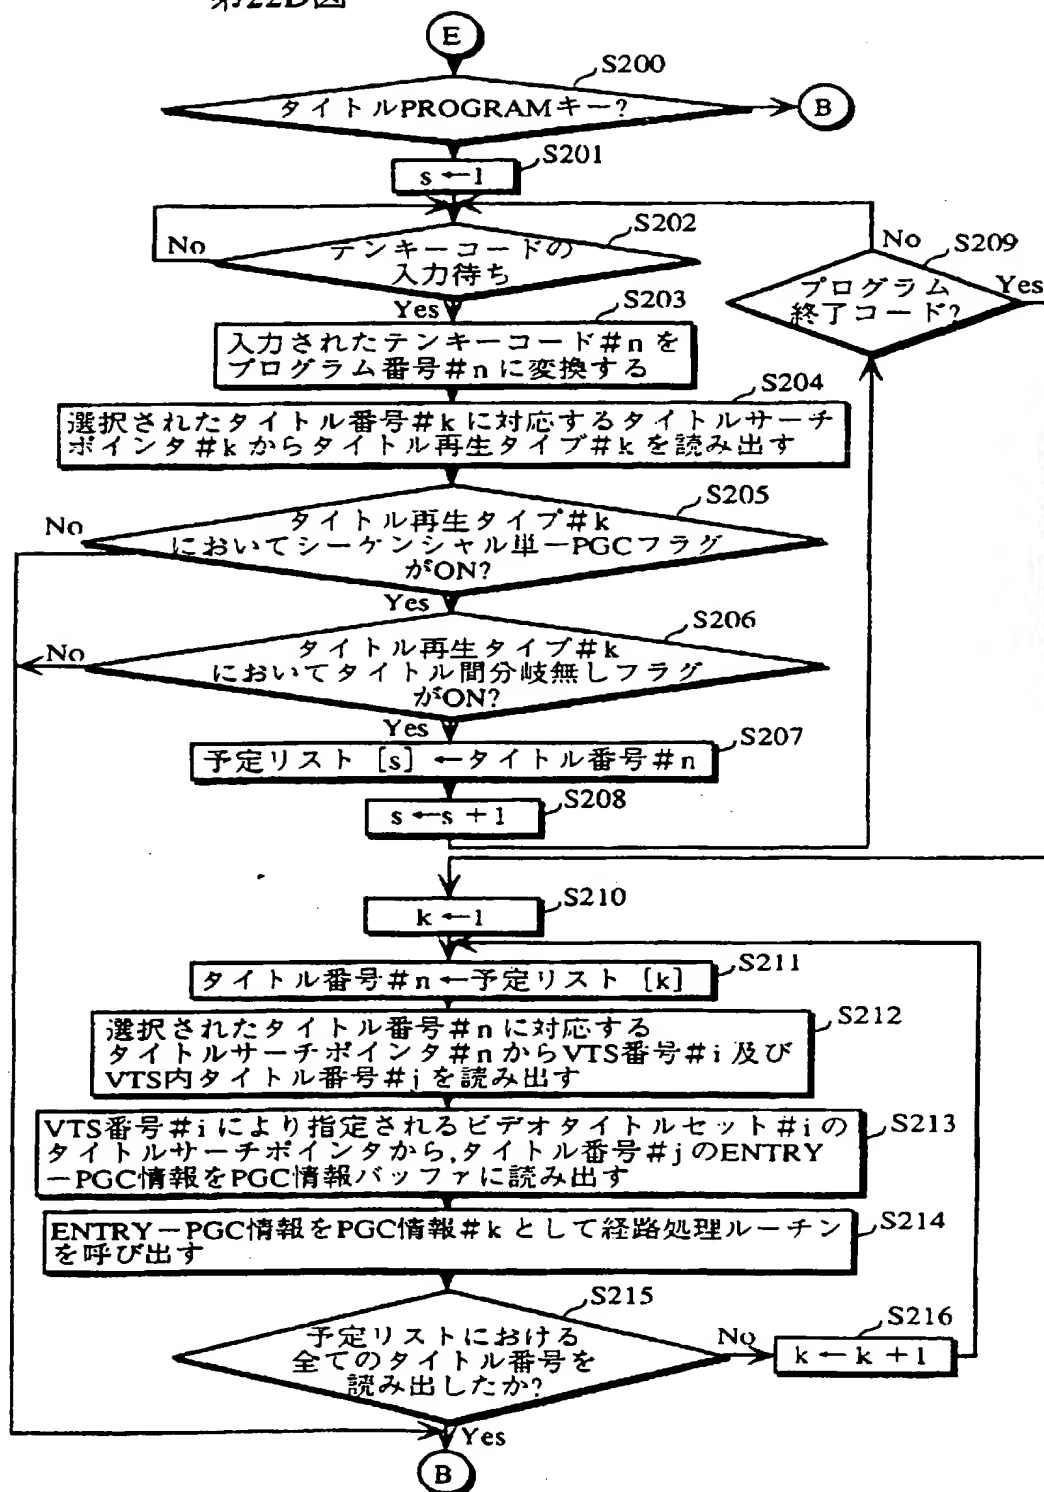 第22D図
E
S200
タイトルPROGRAMキー?
B
S201
s←1
S202
No
テンキーコードの
入力待ち
No
S209
プログラム
終了コード?
Yes
Yes
S203
入力されたテンキーコード#nを
プログラム番号#nに変換する
S204
選択されたタイトル番号#kに対応するタイトルサーチ
ポインタ#kからタイトル再生タイプ#kを読み出す
S205
No
タイトル再生タイプ#k
においてシーケンシャル単一PGCフラグ
がON?
Yes
S206
No
タイトル再生タイプ#k
においてタイトル間分岐無しフラグ
がON?
Yes
S207
予定リスト [s] ←タイトル番号#n
S208
s←s+1
S210
k←1
S211
タイトル番号#n←予定リスト [k]
S212
選択されたタイトル番号#nに対応する
タイトルサーチポインタ#nからVTS番号#i及び
VTS内タイトル番号#jを読み出す
S213
VTS番号#iにより指定されるビデオタイトルセット#iの
タイトルサーチポインタから,タイトル番号#jのENTRY
-PGC情報をPGC情報バッファに読み出す
S214
ENTRY-PGC情報をPGC情報#kとして経路処理ルーチン
を呼び出す
S215
予定リストにおける
全てのタイトル番号を
読み出したか?
No
S216
k←k+1
Yes
B